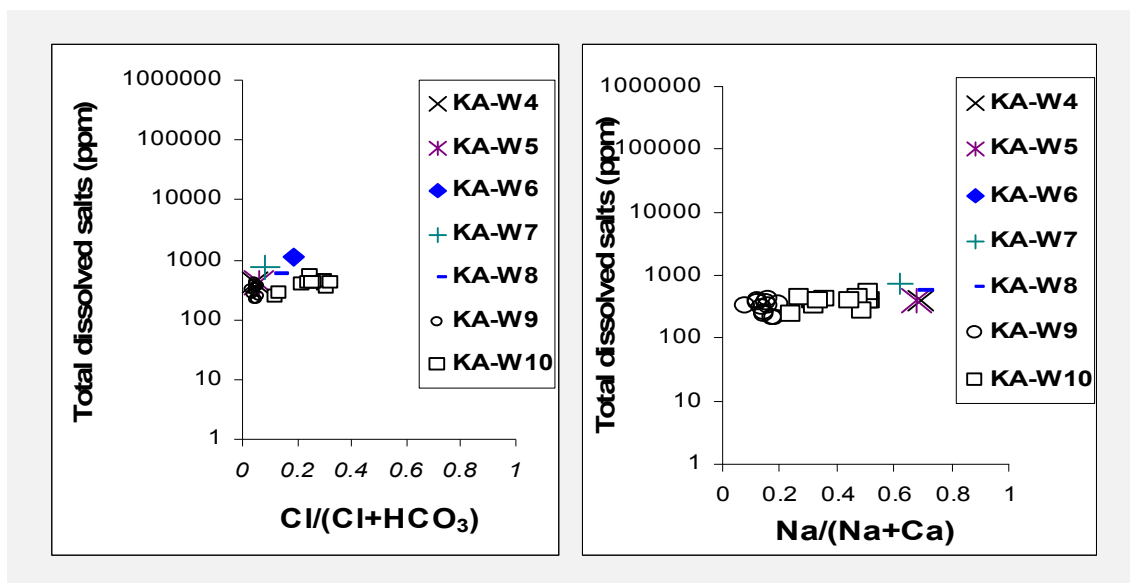 Total dissolved salts (ppm)
1000000
100000
10000
1000
100
10
1
0 0.2 0.4 0.6 0.8 1
Cl/(Cl+HCO₃)
KA-W4
KA-W5
KA-W6
KA-W7
KA-W8
KA-W9
KA-W10
Total dissolved salts (ppm)
1000000
100000
10000
1000
100
10
1
0 0.2 0.4 0.6 0.8 1
Na/(Na+Ca)
KA-W4
KA-W5
KA-W6
KA-W7
KA-W8
KA-W9
KA-W10